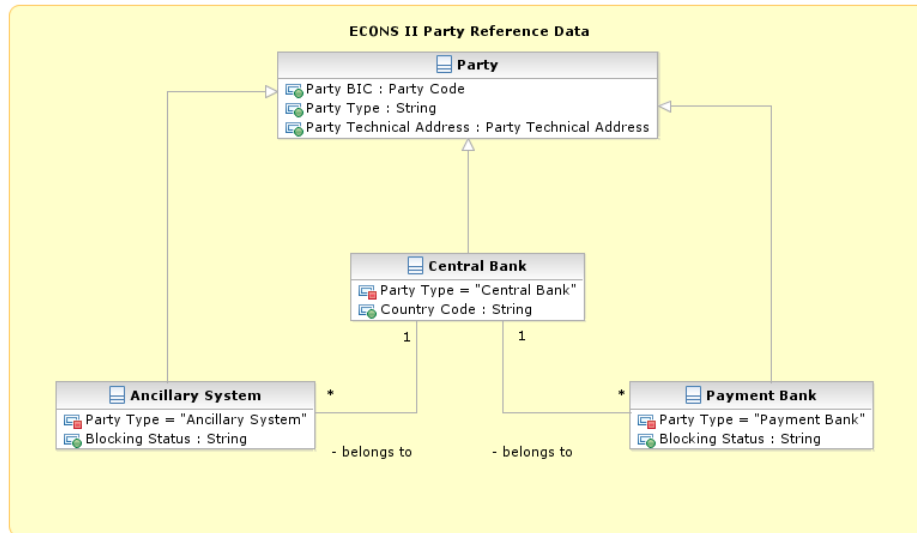 ECONS II Party Reference Data
Party
Party BIC : Party Code
Party Type : String
Party Technical Address : Party Technical Address
Central Bank
Party Type = "Central Bank"
Country Code : String
1
1
Ancillary System
Party Type = "Ancillary System"
Blocking Status : String
*
*
Payment Bank
Party Type = "Payment Bank"
Blocking Status : String
- belongs to
- belongs to